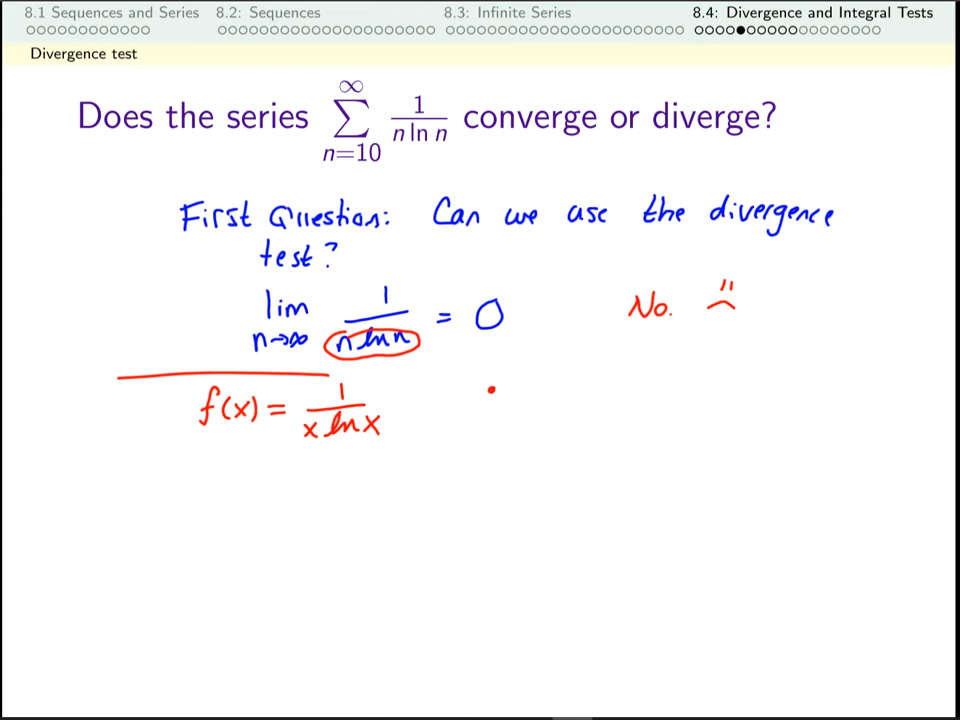 8.1 Sequences and Series 8.2: Sequences 8.3: Infinite Series 8.4: Divergence and Integral Tests
Divergence test
Does the series ∑_{n=10}^{∞} 1/(n ln n) converge or diverge?
First Question: Can we use the divergence
test?
lim_{n→∞} 1/(n ln n) = 0 No.
f(x) = 1/(x ln x)